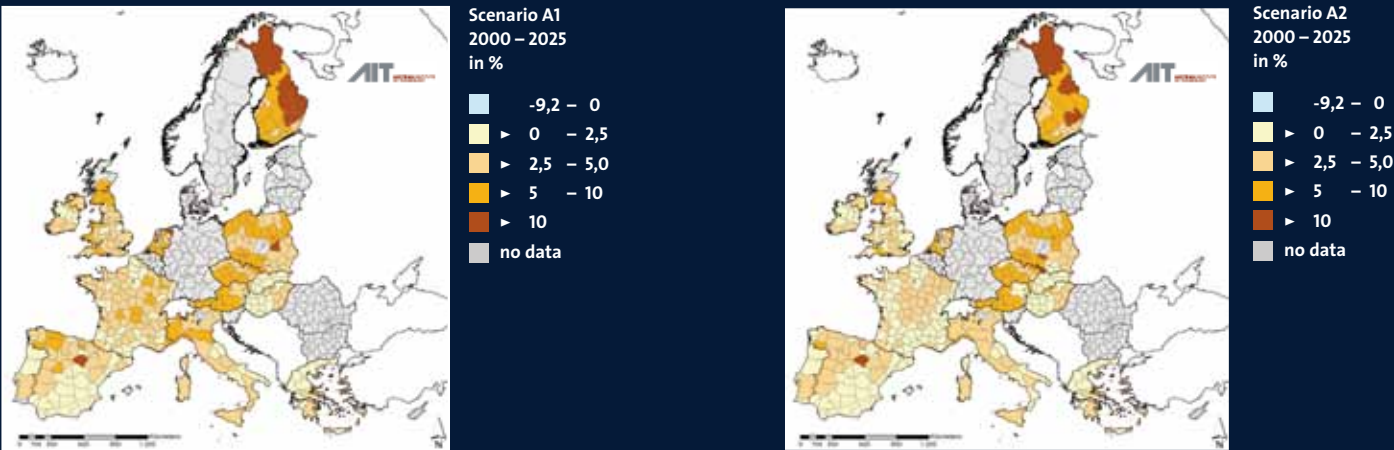 Scenario A1
2000 – 2025
in %
-9,2 – 0
► 0 – 2,5
► 2,5 – 5,0
► 5 – 10
► 10
no data
AIT
N
Scenario A2
2000 – 2025
in %
-9,2 – 0
► 0 – 2,5
► 2,5 – 5,0
► 5 – 10
► 10
no data
AIT
N